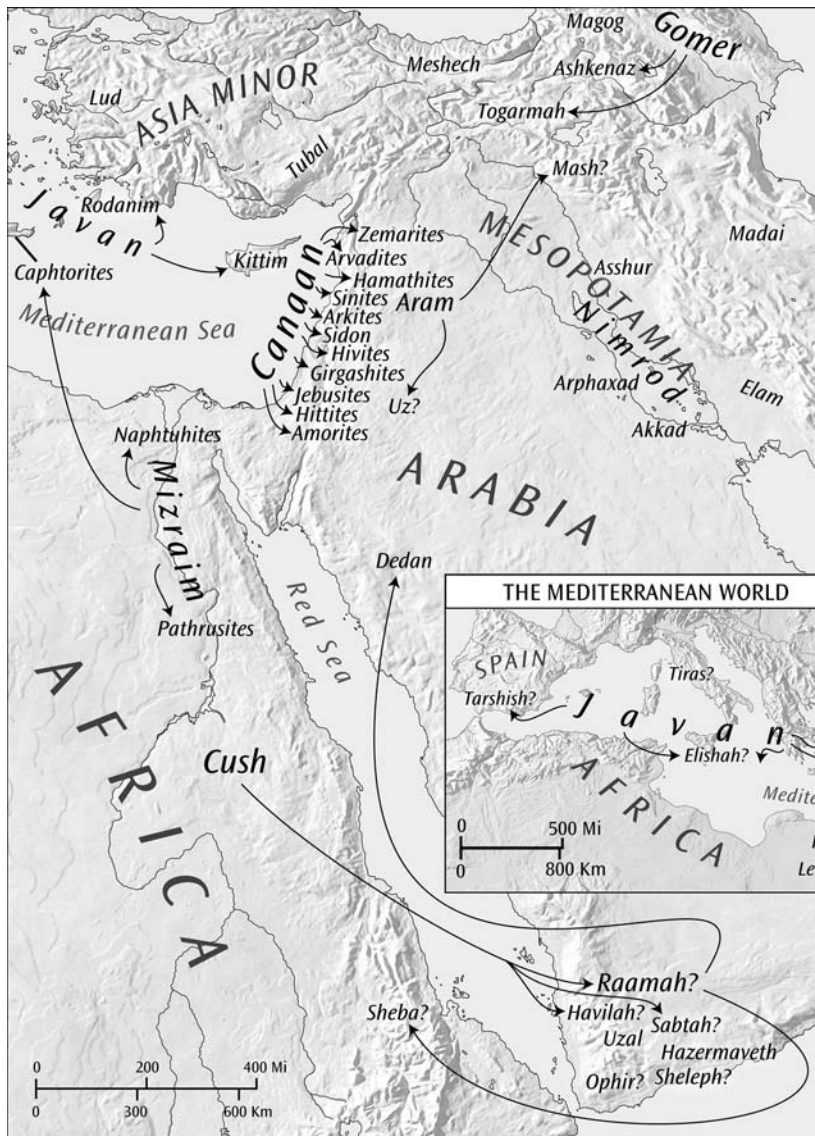 Magog
Gomer
Meshech
Ashkenaz
Lud
ASIA MINOR
Togarmah
Tubal
Mash?
Javan
Rodanim
Zemarites
MESOPOTAMIA
Madai
Kittim
Canaan
Arvadites
Caphtorites
Hamathites
Asshur
Sinites
Aram
Mediterranean Sea
Arkites
Nimrod
Sidon
Hivites
Girgashites
Arphaxad
Elam
Jebusites
Uz?
Hittites
Akkad
Amorites
Naphtuhites
Mizraim
ARABIA
Dedan
Red Sea
Pathrusites
AFRICA
Cush
THE MEDITERRANEAN WORLD
SPAIN
Tiras?
Tarshish?
Javan
Elishah?
AFRICA
Medite
0 500 Mi
0 800 Km
Le
Raamah?
Sheba?
Havilah?
Sabtah?
Uzal
Hazermaveth
Ophir?
Sheleph?
0 200 400 Mi
0 300 600 Km